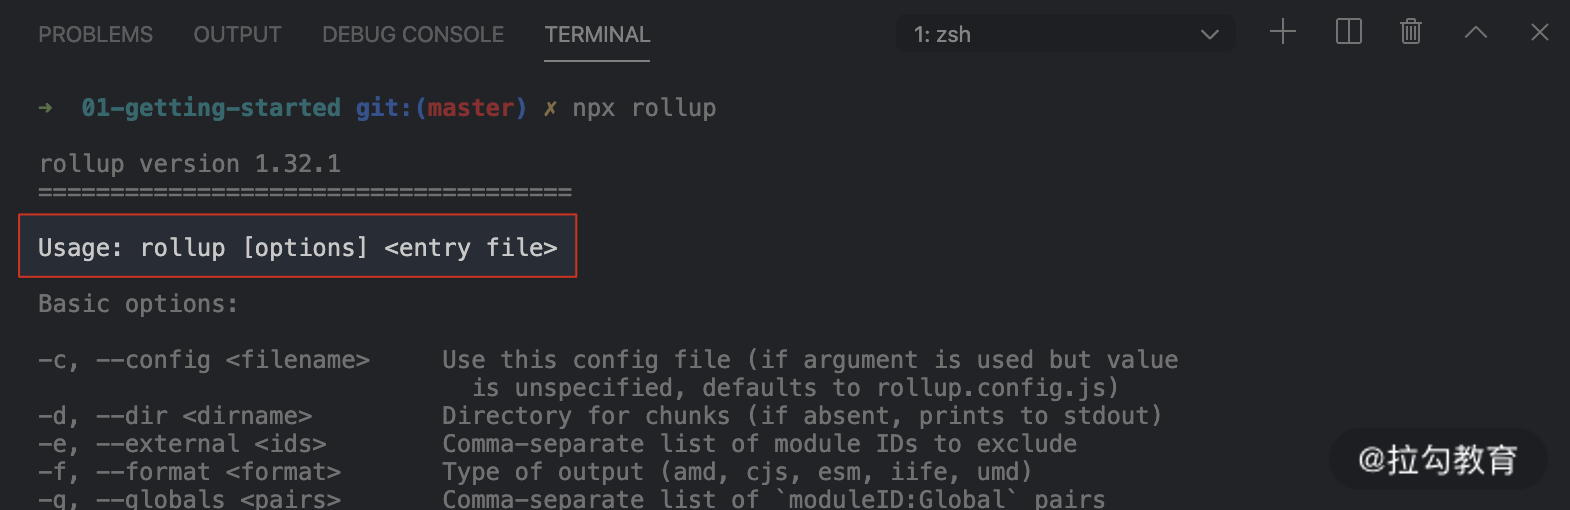 PROBLEMS OUTPUT DEBUG CONSOLE TERMINAL 1: zsh
→ 01-getting-started git:(master) ✗ npx rollup
rollup version 1.32.1
=====================================
Usage: rollup [options] <entry file>
Basic options:
-c, --config <filename> Use this config file (if argument is used but value
is unspecified, defaults to rollup.config.js)
-d, --dir <dirname> Directory for chunks (if absent, prints to stdout)
-e, --external <ids> Comma-separate list of module IDs to exclude
-f, --format <format> Type of output (amd, cjs, esm, iife, umd)
-g, --globals <pairs> Comma-separate list of `moduleID:Global` pairs
@拉勾教育